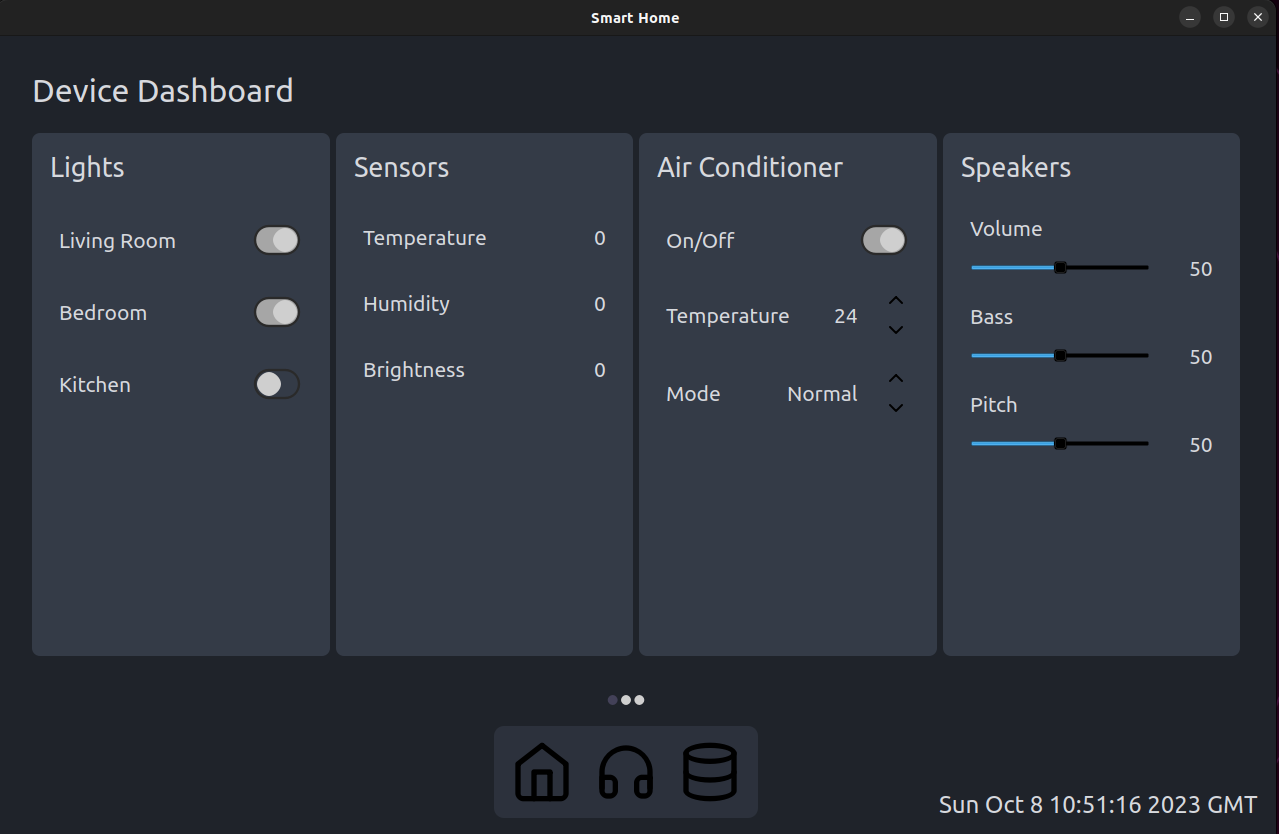 Smart Home
Device Dashboard
Lights
Living Room
Bedroom
Kitchen
Sensors
Temperature 0
Humidity 0
Brightness 0
Air Conditioner
On/Off
Temperature 24
Mode Normal
Speakers
Volume
50
Bass
50
Pitch
50
Sun Oct 8 10:51:16 2023 GMT